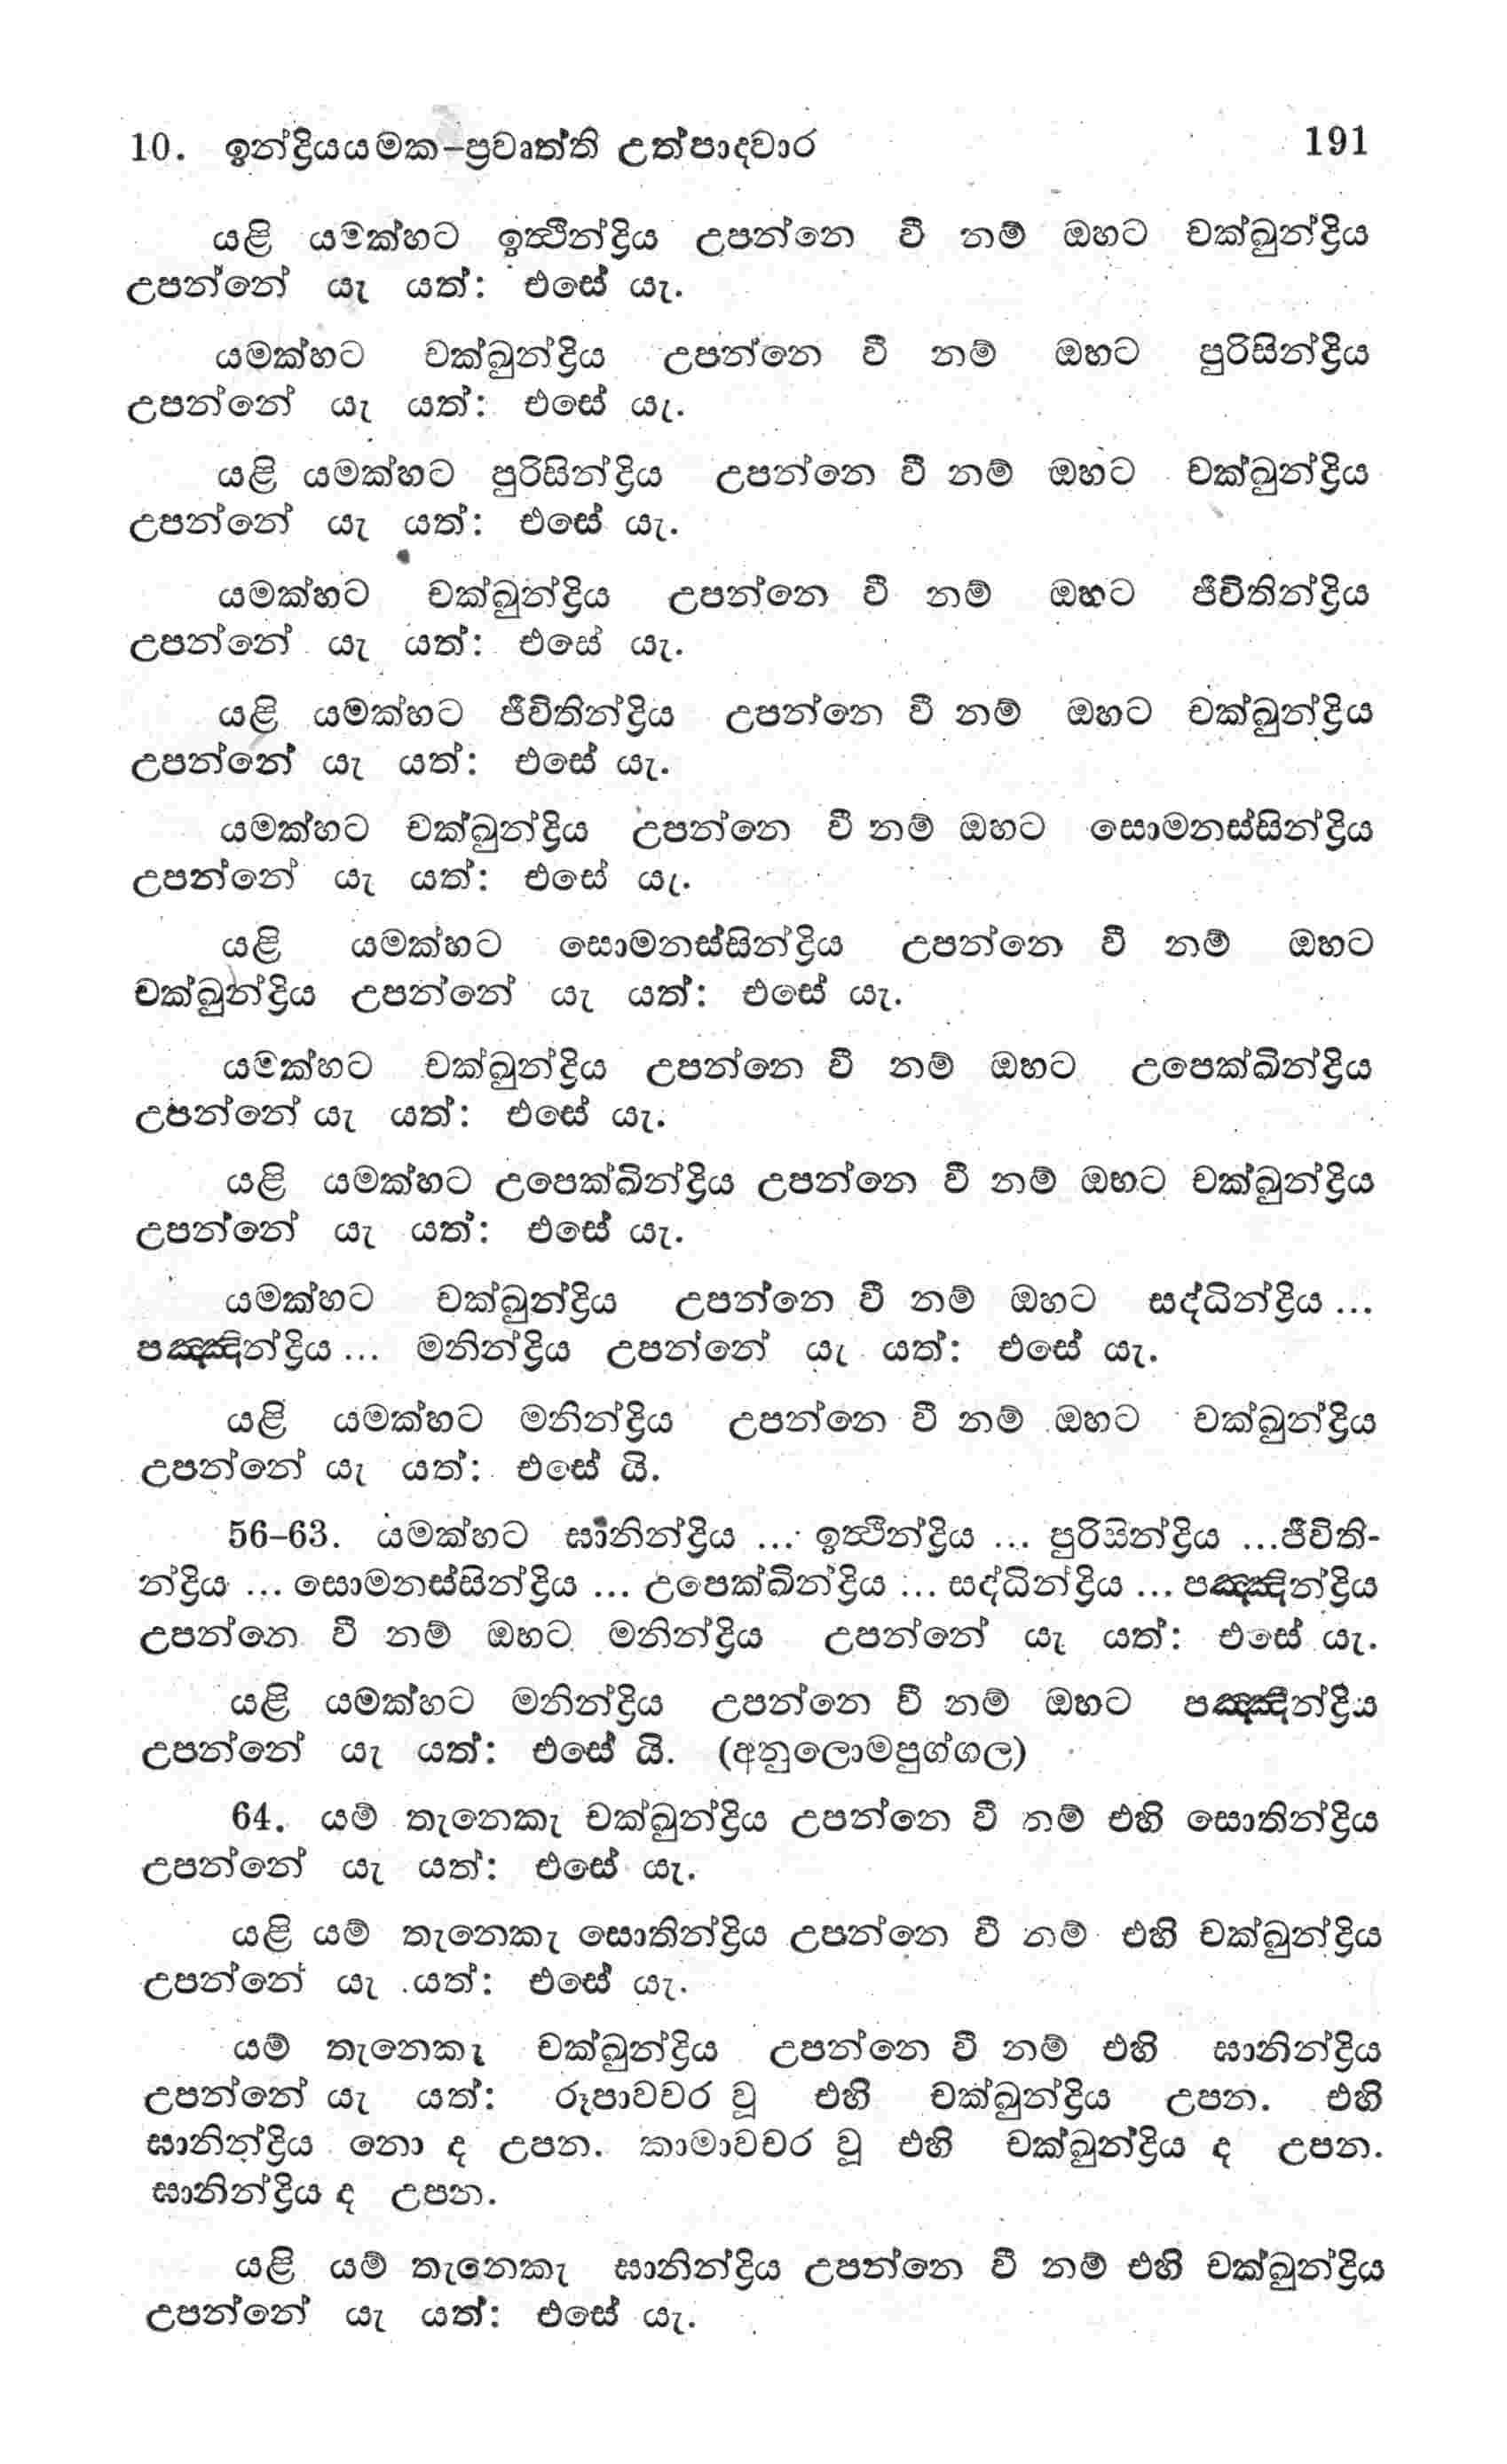 10. ඉන්ද්‍රියයමක–ප්‍රවෘත්ති උත්පාදවාර 191
යළි යමක්හට ඉත්‍ථින්ද්‍රිය උපන්නෙ වී නම් ඔහට චක්ඛුන්ද්‍රිය
උපන්නේ යැ යත්: එසේ යැ.
යමක්හට චක්ඛුන්ද්‍රිය උපන්නෙ වී නම් ඔහට පුරිසින්ද්‍රිය
උපන්නේ යැ යත්: එසේ යැ.
යළි යමක්හට පුරිසින්ද්‍රිය උපන්නෙ වී නම් ඔහට චක්ඛුන්ද්‍රිය
උපන්නේ යැ යත්: එසේ යැ.
යමක්හට චක්ඛුන්ද්‍රිය උපන්නෙ වී නම් ඔහට ජීවිතින්ද්‍රිය
උපන්නේ යැ යත්: එසේ යැ.
යළි යමක්හට ජීවිතින්ද්‍රිය උපන්නෙ වී නම් ඔහට චක්ඛුන්ද්‍රිය
උපන්නේ යැ යත්: එසේ යැ.
යමක්හට චක්ඛුන්ද්‍රිය උපන්නෙ වී නම් ඔහට සොමනස්සින්ද්‍රිය
උපන්නේ යැ යත්: එසේ යැ.
යළි යමක්හට සොමනස්සින්ද්‍රිය උපන්නෙ වී නම් ඔහට
චක්ඛුන්ද්‍රිය උපන්නේ යැ යත්: එසේ යැ.
යමක්හට චක්ඛුන්ද්‍රිය උපන්නෙ වී නම් ඔහට උපෙක්ඛින්ද්‍රිය
උපන්නේ යැ යත්: එසේ යැ.
යළි යමක්හට උපෙක්ඛින්ද්‍රිය උපන්නෙ වී නම් ඔහට චක්ඛුන්ද්‍රිය
උපන්නේ යැ යත්: එසේ යැ.
යමක්හට චක්ඛුන්ද්‍රිය උපන්නෙ වී නම් ඔහට සද්ධින්ද්‍රිය ...
පඤ්ඤින්ද්‍රිය ... මනින්ද්‍රිය උපන්නේ යැ යත්: එසේ යැ.
යළි යමක්හට මනින්ද්‍රිය උපන්නෙ වී නම් ඔහට චක්ඛුන්ද්‍රිය
උපන්නේ යැ යත්: එසේ යි.
56–63. යමක්හට ඝානින්ද්‍රිය ... ඉත්‍ථින්ද්‍රිය ... පුරිසින්ද්‍රිය ...ජීවිති-
න්ද්‍රිය ... සොමනස්සින්ද්‍රිය ... උපෙක්ඛින්ද්‍රිය ... සද්ධින්ද්‍රිය ... පඤ්ඤින්ද්‍රිය
උපන්නෙ වී නම් ඔහට මනින්ද්‍රිය උපන්නේ යැ යත්: එසේ යැ.
යළි යමක්හට මනින්ද්‍රිය උපන්නෙ වී නම් ඔහට පඤ්ඤීන්ද්‍රිය
උපන්නේ යැ යත්: එසේ යි. (අනුලොමපුග්ගල)
64. යම් තැනෙකැ චක්ඛුන්ද්‍රිය උපන්නෙ වී නම් එහි සොතින්ද්‍රිය
උපන්නේ යැ යත්: එසේ යැ.
යළි යම් තැනෙකැ සොතින්ද්‍රිය උපන්නෙ වී නම් එහි චක්ඛුන්ද්‍රිය
උපන්නේ යැ යත්: එසේ යැ.
යම් තැනෙකැ චක්ඛුන්ද්‍රිය උපන්නෙ වී නම් එහි ඝානින්ද්‍රිය
උපන්නේ යැ යත්: රූපාවචර වූ එහි චක්ඛුන්ද්‍රිය උපන. එහි
ඝානින්ද්‍රිය නො ද උපන. කාමාවචර වූ එහි චක්ඛුන්ද්‍රිය ද උපන.
ඝානින්ද්‍රිය ද උපන.
යළි යම් තැනෙකැ ඝානින්ද්‍රිය උපන්නෙ වී නම් එහි චක්ඛුන්ද්‍රිය
උපන්නේ යැ යත්: එසේ යැ.